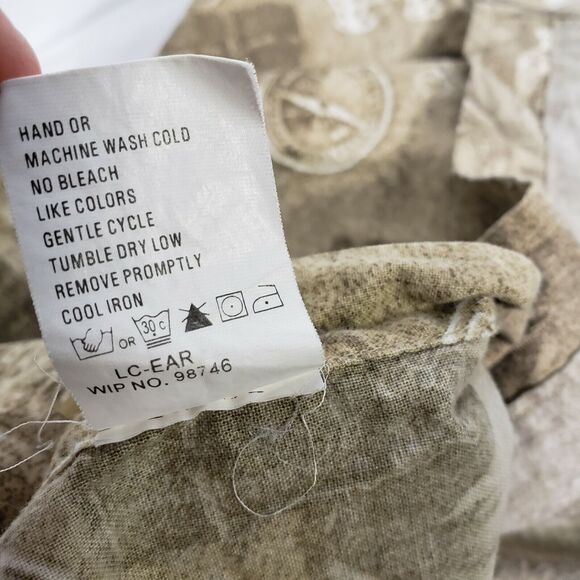 HAND OR
MACHINE WASH COLD
NO BLEACH
LIKE COLORS
GENTLE CYCLE
TUMBLE DRY LOW
REMOVE PROMPTLY
COOL IRON
OR 30 C
LC-EAR
WIP NO. 98746